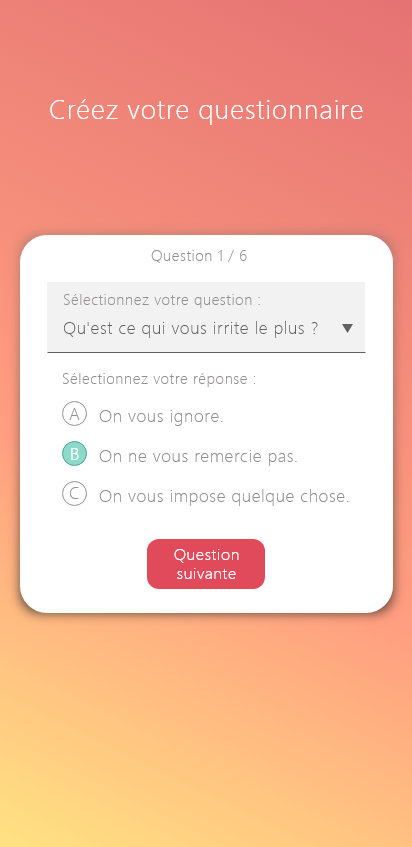 Créez votre questionnaire
Question 1 / 6
Sélectionnez votre question :
Qu'est ce qui vous irrite le plus ?
Sélectionnez votre réponse :
A On vous ignore.
B On ne vous remercie pas.
C On vous impose quelque chose.
Question
suivante